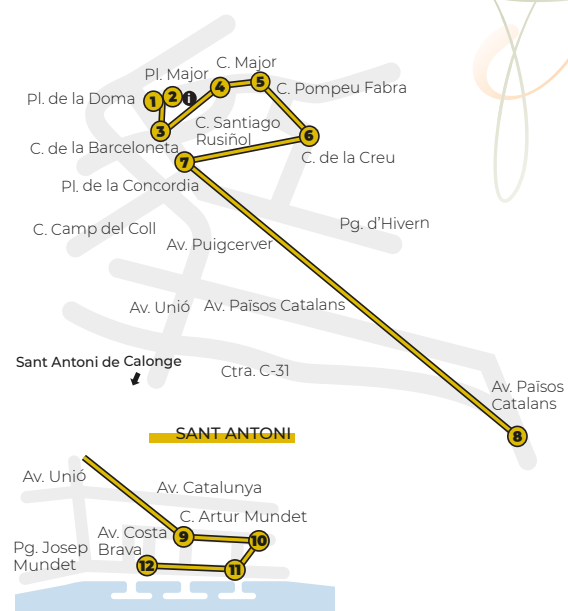 C. Major
Pl. Major
1
2
i
4
5
C. Pompeu Fabra
Pl. de la Doma
3
C. Santiago
Rusiñol
6
C. de la Barceloneta
7
C. de la Creu
Pl. de la Concordia
C. Camp del Coll
Pg. d'Hivern
Av. Puigcerver
Av. Unió
Av. Països Catalans
Sant Antoni de Calonge
Ctra. C-31
Av. Països
Catalans
8
SANT ANTONI
Av. Unió
Av. Catalunya
C. Artur Mundet
Av. Costa
Brava
9
10
Pg. Josep
Mundet
12
11